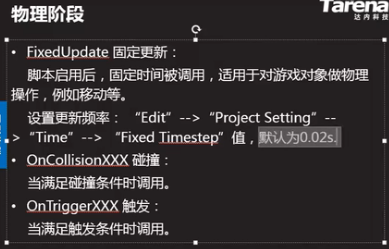 物理阶段
Tarena
达内科技
• FixedUpdate 固定更新：
脚本启用后，固定时间被调用，适用于对游戏对象做物理
操作，例如移动等。
设置更新频率： “Edit”--> “Project Setting”--
> “Time”--> “Fixed Timestep” 值，默认为0.02s.
• OnCollisionXXX 碰撞：
当满足碰撞条件时调用。
• OnTriggerXXX 触发：
当满足触发条件时调用。